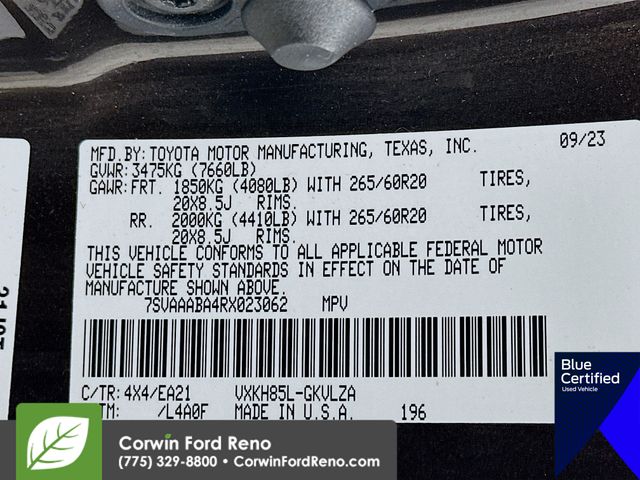 MFD.BY: TOYOTA MOTOR MANUFACTURING, TEXAS, INC. 09/23
GVWR: 3475KG (7660LB)
GAWR: FRT. 1850KG (4080LB) WITH 265/60R20 TIRES,
20X8.5J RIMS.
RR. 2000KG (4410LB) WITH 265/60R20 TIRES,
20X8.5J RIMS.
THIS VEHICLE CONFORMS TO ALL APPLICABLE FEDERAL MOTOR
VEHICLE SAFETY STANDARDS IN EFFECT ON THE DATE OF
MANUFACTURE SHOWN ABOVE.
7SVAAABA4RX023062 MPV
C/TR: 4X4/EA21 VXKH85L-GKVLZA
TM: /L4A0F MADE IN U.S.A. 196
Blue
Certified
Used Vehicle
Corwin Ford Reno
(775) 329-8800 • CorwinFordReno.com